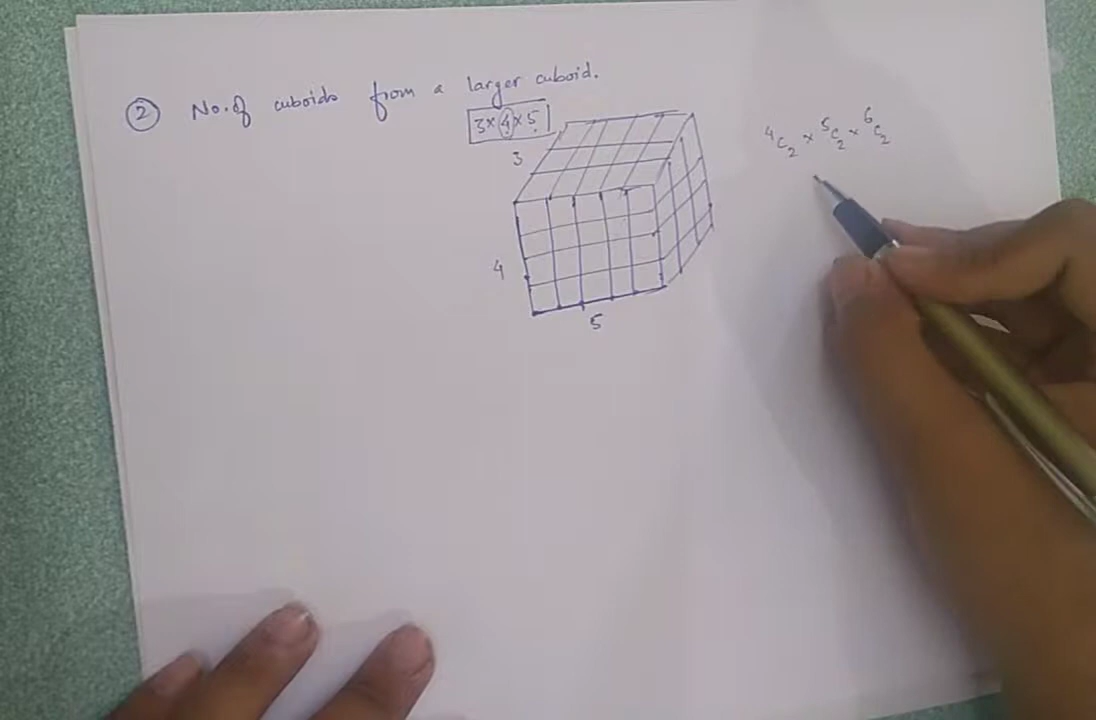 ② No. of cuboids from a larger cuboid.
3×4×5
3
⁴C₂ × ⁵C₂ × ⁶C₂
4
5